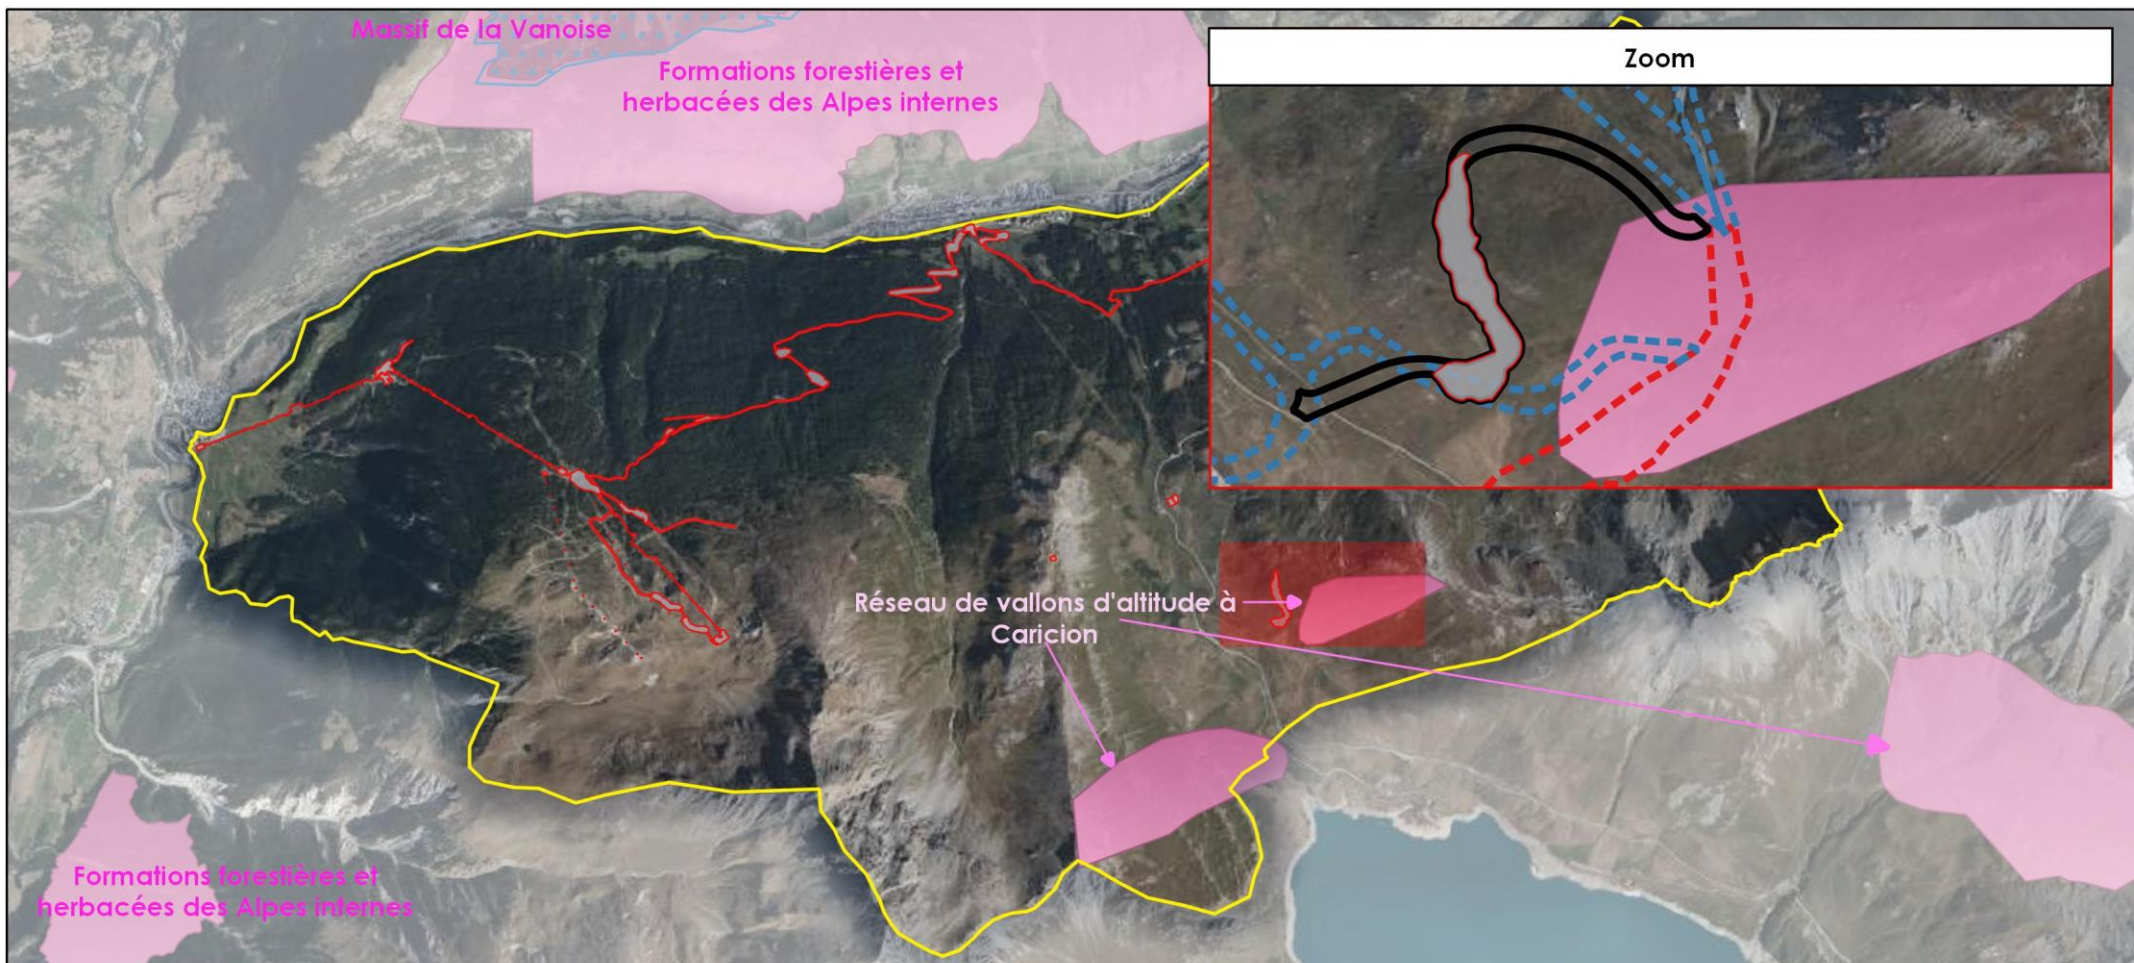 Massif de la Vanoise
Formations forestières et
herbacées des Alpes internes
Zoom
Réseau de vallons d'altitude à
Caricion
Formations forestières et
herbacées des Alpes internes